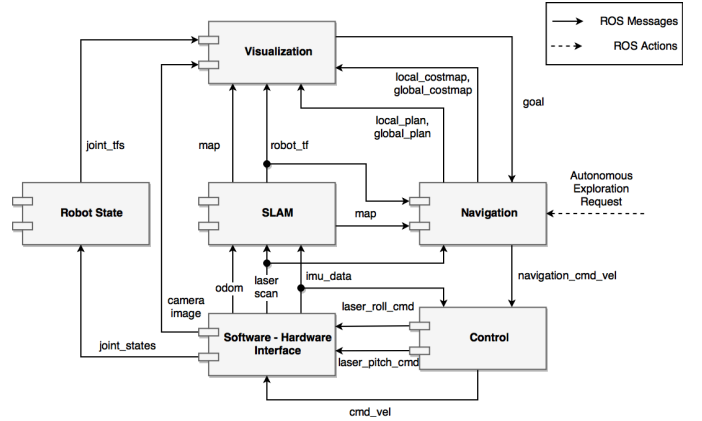 ROS Messages
ROS Actions
Visualization
local_costmap,
global_costmap
goal
local_plan,
global_plan
joint_tfs
map
robot_tf
Autonomous
Exploration
Request
Robot State
SLAM
map
Navigation
odom
laser
scan
imu_data
navigation_cmd_vel
camera
image
laser_roll_cmd
joint_states
Software - Hardware
Interface
Control
laser_pitch_cmd
cmd_vel